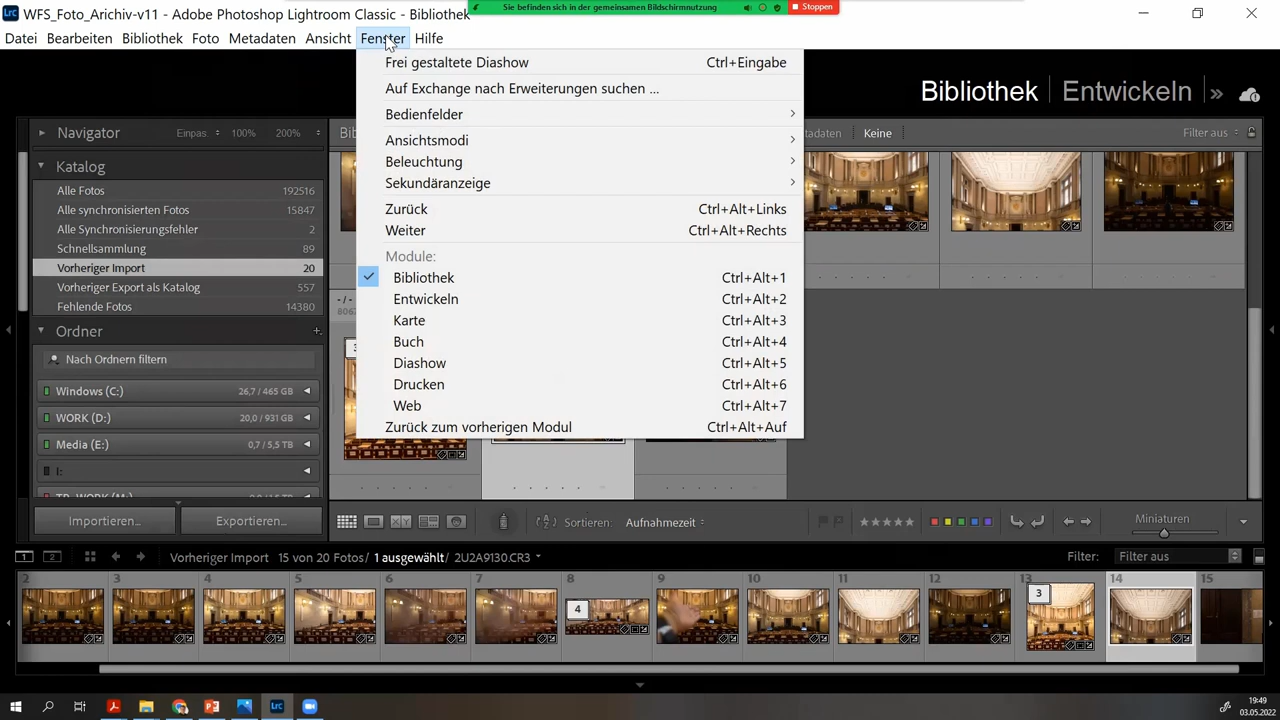 WFS_Foto_Arichiv-v11 - Adobe Photoshop Lightroom Classic - Bibliothek
Sie befinden sich in der gemeinsamen Bildschirmnutzung
Stoppen
Datei Bearbeiten Bibliothek Foto Metadaten Ansicht Fenster Hilfe
Frei gestaltete Diashow Ctrl+Eingabe
Auf Exchange nach Erweiterungen suchen ...
Bedienfelder
Ansichtsmodi
Beleuchtung
Sekundäranzeige
Zurück Ctrl+Alt+Links
Weiter Ctrl+Alt+Rechts
Module:
Bibliothek Ctrl+Alt+1
Entwickeln Ctrl+Alt+2
Karte Ctrl+Alt+3
Buch Ctrl+Alt+4
Diashow Ctrl+Alt+5
Drucken Ctrl+Alt+6
Web Ctrl+Alt+7
Zurück zum vorherigen Modul Ctrl+Alt+Auf
Bibliothek Entwickeln
Navigator Einpas 100% 200%
Keine
Filter aus
Katalog
Alle Fotos 192516
Alle synchronisierten Fotos 15847
Alle Synchronisierungsfehler 2
Schnellsammlung 89
Vorheriger Import 20
Vorheriger Export als Katalog 557
Fehlende Fotos 14380
Ordner
Nach Ordnern filtern
Windows (C:) 26,7 / 465 GB
WORK (D:) 20,0 / 931 GB
Media (E:) 0,7 / 5,5 TB
I:
Importieren... Exportieren...
Sortieren: Aufnahmezeit
Miniaturen
1 2 Vorheriger Import 15 von 20 Fotos/ 1 ausgewählt/ 2U2A9130.CR3
Filter: Filter aus
2 3 4 5 6 7 8 9 10 11 12 13 14 15
4
3
19:49
03.05.2022